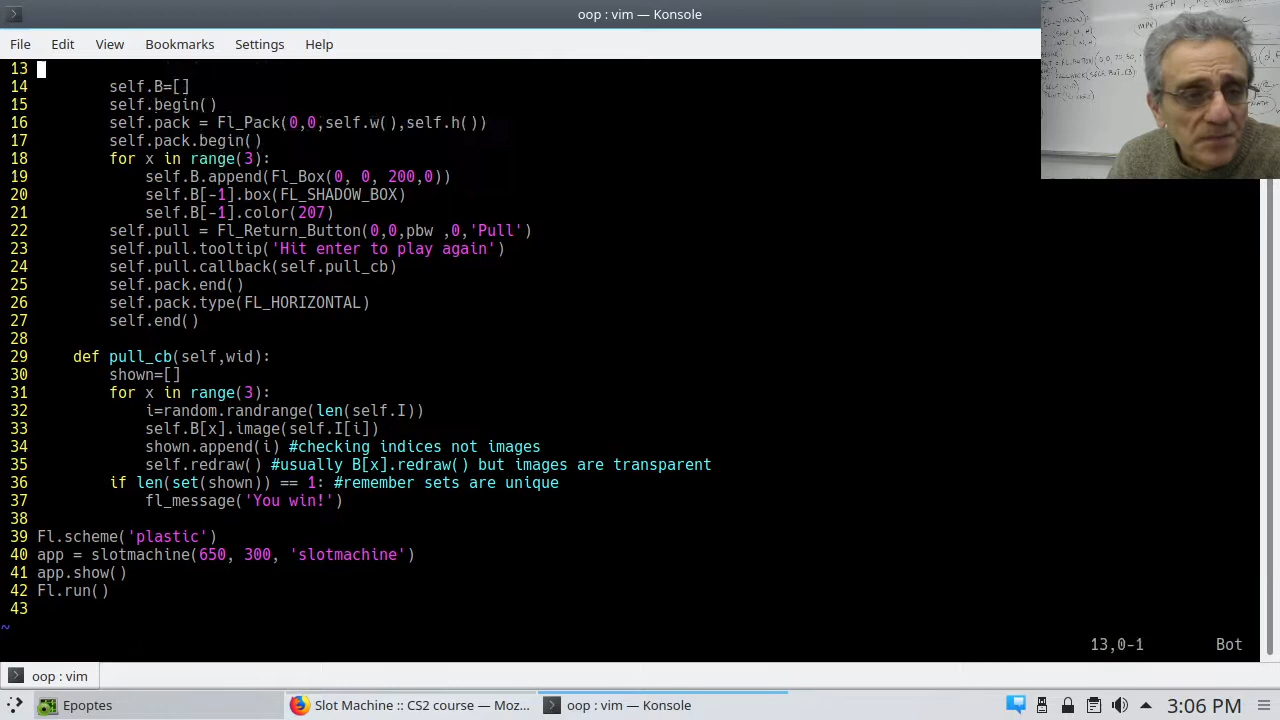 oop : vim — Konsole
File Edit View Bookmarks Settings Help
13
14 self.B=[]
15 self.begin()
16 self.pack = Fl_Pack(0,0,self.w(),self.h())
17 self.pack.begin()
18 for x in range(3):
19 self.B.append(Fl_Box(0, 0, 200,0))
20 self.B[-1].box(FL_SHADOW_BOX)
21 self.B[-1].color(207)
22 self.pull = Fl_Return_Button(0,0,pbw ,0,'Pull')
23 self.pull.tooltip('Hit enter to play again')
24 self.pull.callback(self.pull_cb)
25 self.pack.end()
26 self.pack.type(FL_HORIZONTAL)
27 self.end()
28
29 def pull_cb(self,wid):
30 shown=[]
31 for x in range(3):
32 i=random.randrange(len(self.I))
33 self.B[x].image(self.I[i])
34 shown.append(i) #checking indices not images
35 self.redraw() #usually B[x].redraw() but images are transparent
36 if len(set(shown)) == 1: #remember sets are unique
37 fl_message('You win!')
38
39 Fl.scheme('plastic')
40 app = slotmachine(650, 300, 'slotmachine')
41 app.show()
42 Fl.run()
43
~
13,0-1 Bot
oop : vim
Epoptes Slot Machine :: CS2 course — Moz... oop : vim — Konsole 3:06 PM